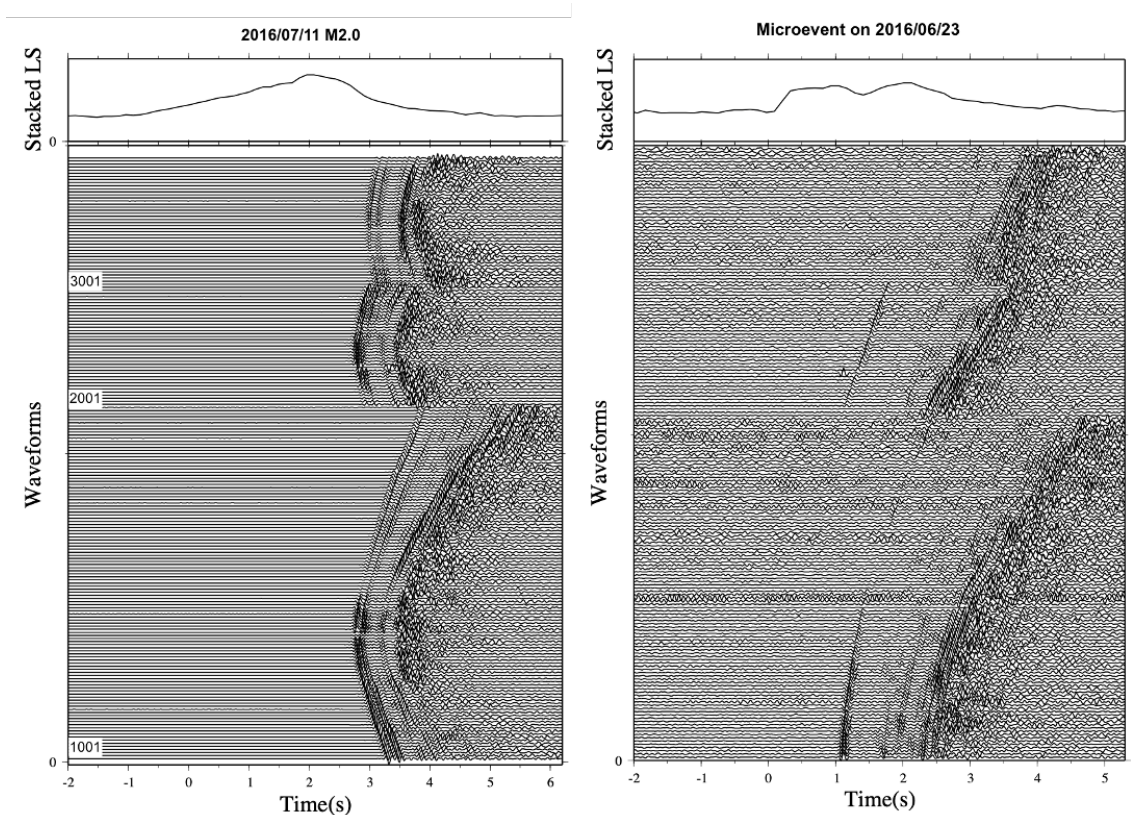 2016/07/11 M2.0
Stacked LS
0
3001
2001
Waveforms
1001
0
-2 -1 0 1 2 3 4 5 6
Time(s)
Microevent on 2016/06/23
Stacked LS
Waveforms
-2 -1 0 1 2 3 4 5
Time(s)